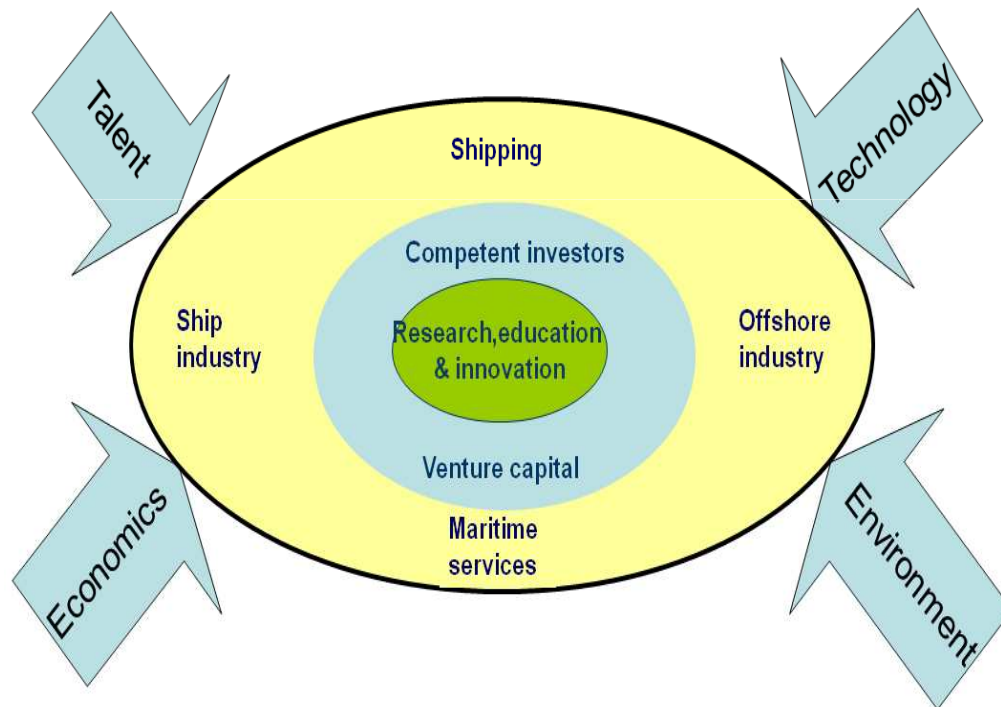 Talent
Technology
Shipping
Competent investors
Ship
industry
Research,education
& innovation
Offshore
industry
Venture capital
Maritime
services
Economics
Environment